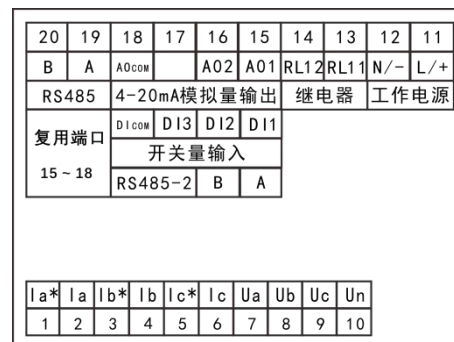 20 19 18 17 16 15 14 13 12 11
B A AOCOM AO2 AO1 RL12 RL11 N/- L/+
RS485 4-20mA模拟量输出 继电器 工作电源
复用端口
15~18
DICOM DI3 DI2 DI1
开关量输入
RS485-2 B A
Ia* Ia Ib* Ib Ic* Ic Ua Ub Uc Un
1 2 3 4 5 6 7 8 9 10